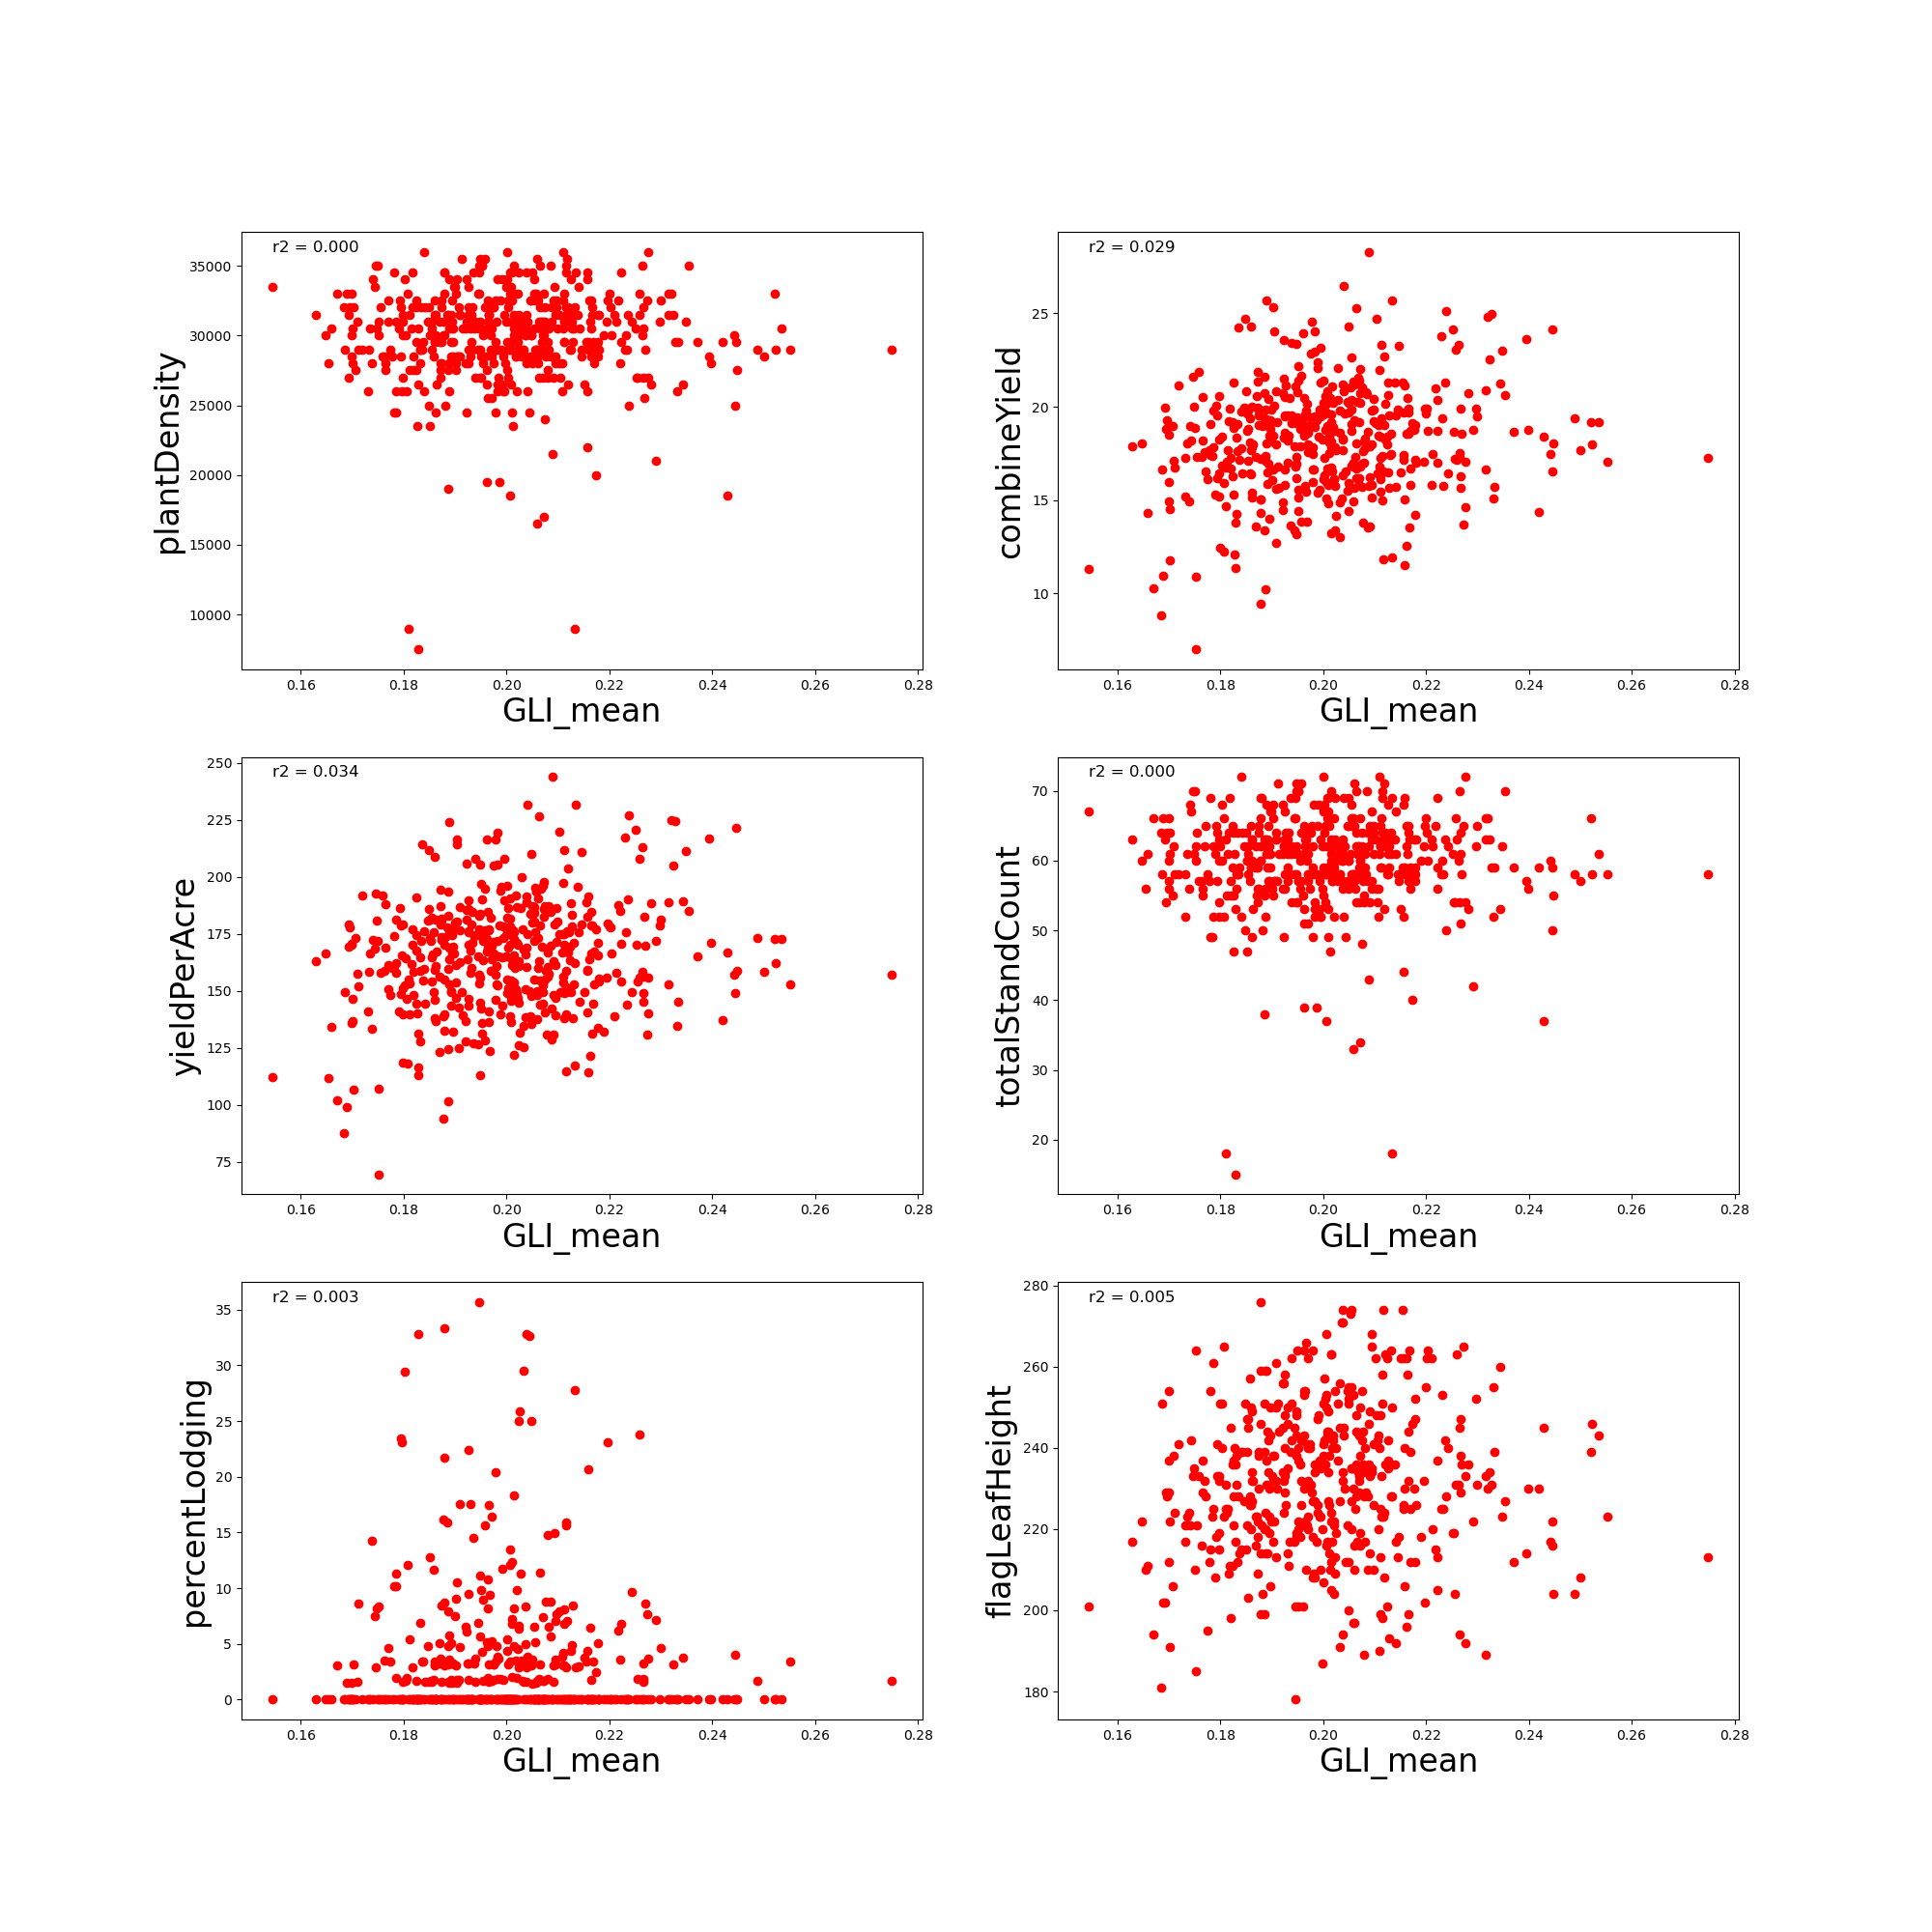 r2 = 0.000
plantDensity
35000
30000
25000
20000
15000
10000
0.16 0.18 0.20 0.22 0.24 0.26 0.28
GLI_mean
r2 = 0.029
combineYield
25
20
15
10
0.16 0.18 0.20 0.22 0.24 0.26 0.28
GLI_mean
r2 = 0.034
yieldPerAcre
250
225
200
175
150
125
100
75
0.16 0.18 0.20 0.22 0.24 0.26 0.28
GLI_mean
r2 = 0.000
totalStandCount
70
60
50
40
30
20
0.16 0.18 0.20 0.22 0.24 0.26 0.28
GLI_mean
r2 = 0.003
percentLodging
35
30
25
20
15
10
5
0
0.16 0.18 0.20 0.22 0.24 0.26 0.28
GLI_mean
r2 = 0.005
flagLeafHeight
280
260
240
220
200
180
0.16 0.18 0.20 0.22 0.24 0.26 0.28
GLI_mean